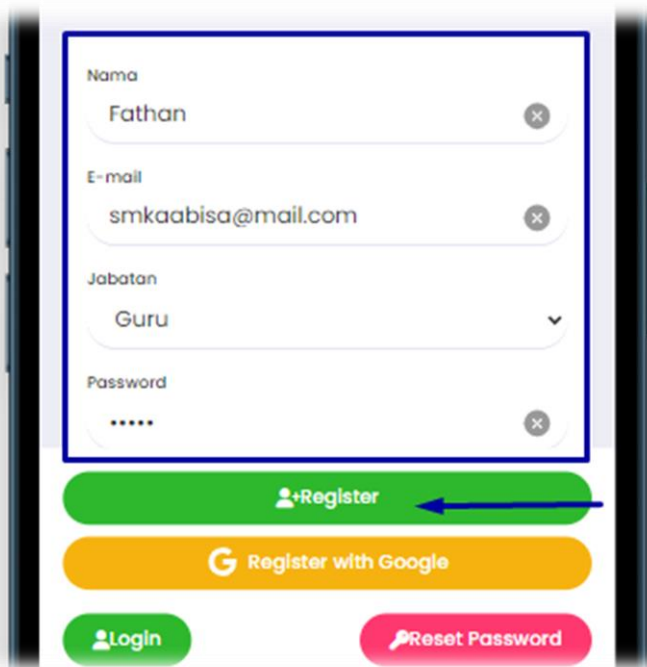 Nama
Fathan
E-mail
smkaabisa@mail.com
Jabatan
Guru
Password
•••••
+Register
Register with Google
Login
Reset Password